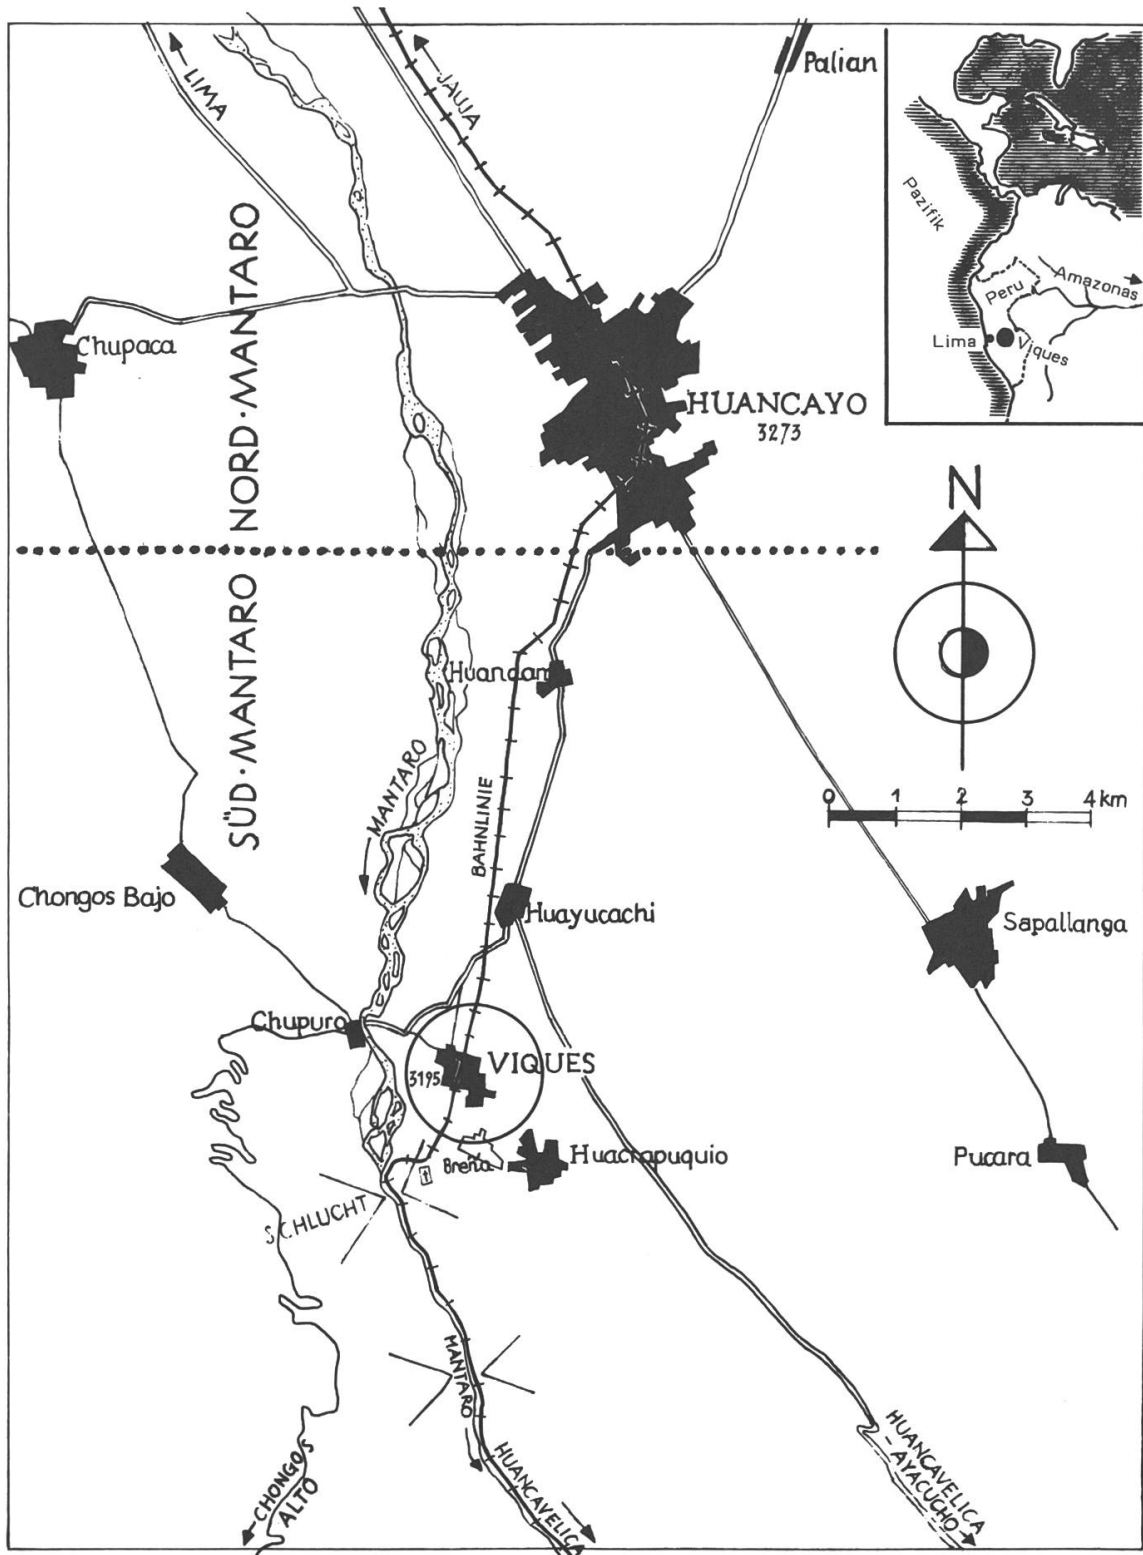 LIMA
JAUJA
Palian
Pazifik
Amazonas
Peru
Lima
Viques
Chupaca
NORD·MANTARO
HUANCAYO
3273
N
SÜD·MANTARO
Huancan
MANTARO
BAHNLINIE
0 1 2 3 4 km
Chongos Bajo
Huayucachi
Sapallanga
Chupuro
VIQUES
3195
Breña
Huacrapuquio
Pucara
SCHLUCHT
MANTARO
CHONGOS
ALTO
HUANCAVELICA
HUANCAVELICA
- AYACUCHO